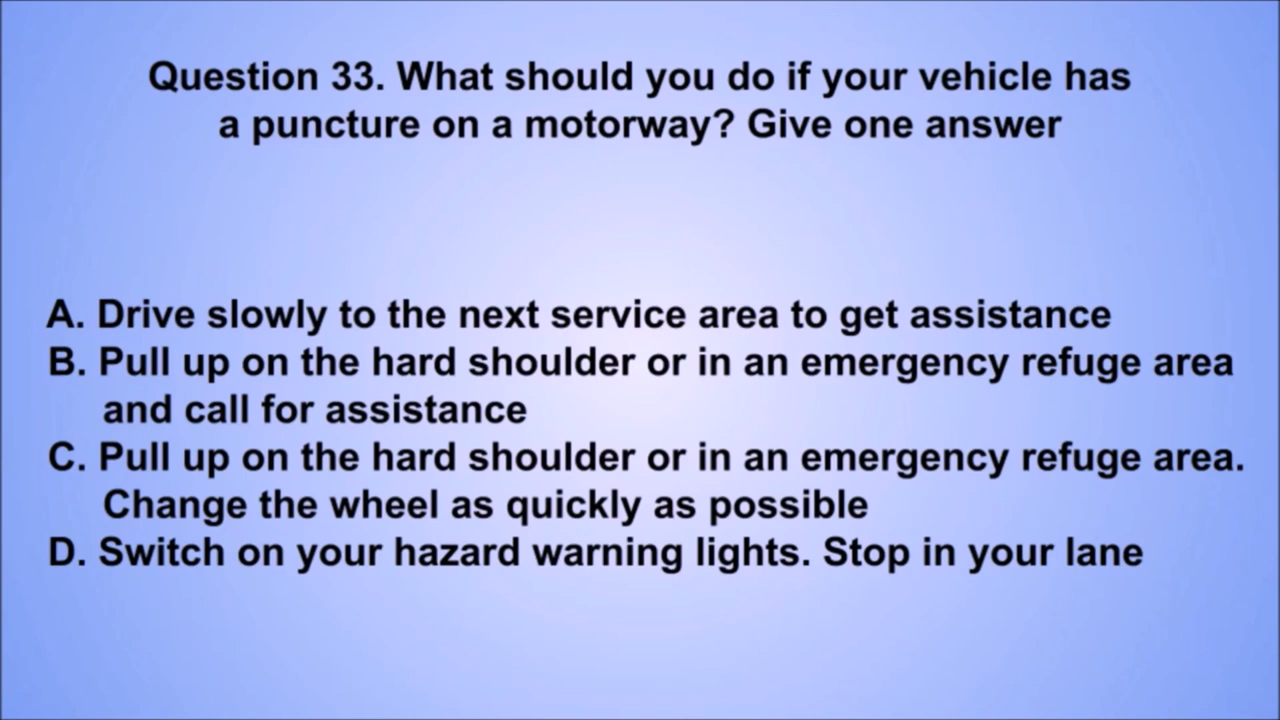 Question 33. What should you do if your vehicle has
a puncture on a motorway? Give one answer
A. Drive slowly to the next service area to get assistance
B. Pull up on the hard shoulder or in an emergency refuge area
and call for assistance
C. Pull up on the hard shoulder or in an emergency refuge area.
Change the wheel as quickly as possible
D. Switch on your hazard warning lights. Stop in your lane